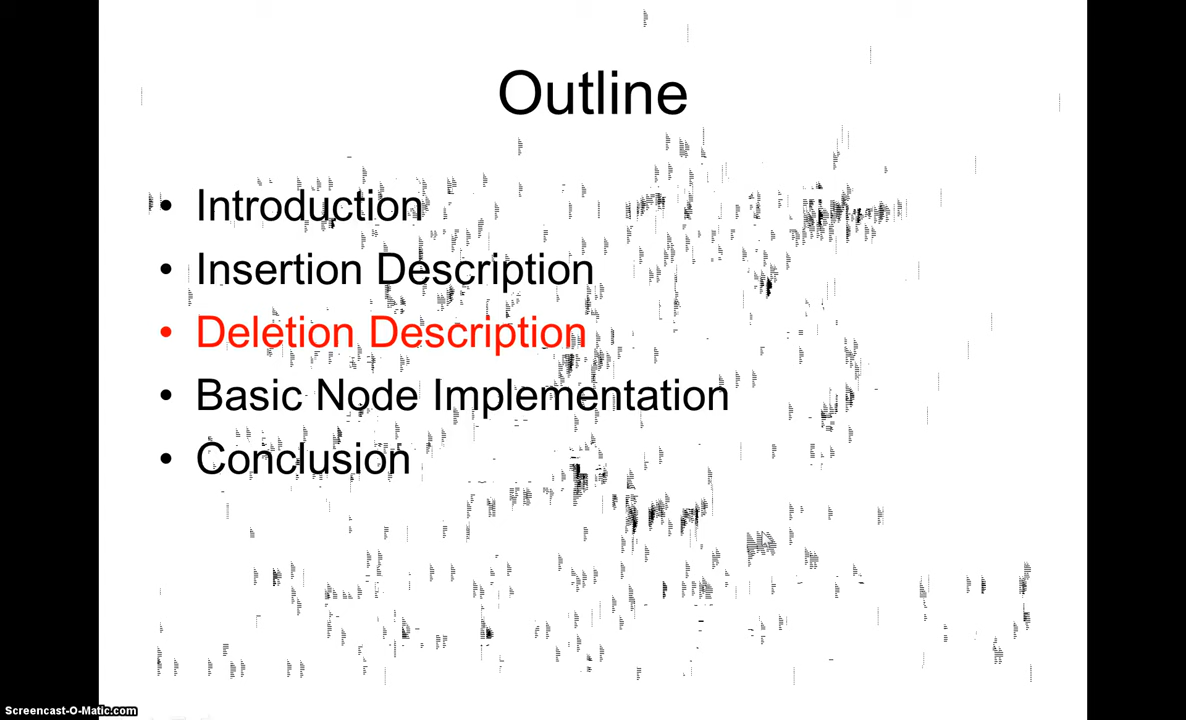 Outline
• Introduction
• Insertion Description
• Deletion Description
• Basic Node Implementation
• Conclusion
Screencast-O-Matic.com